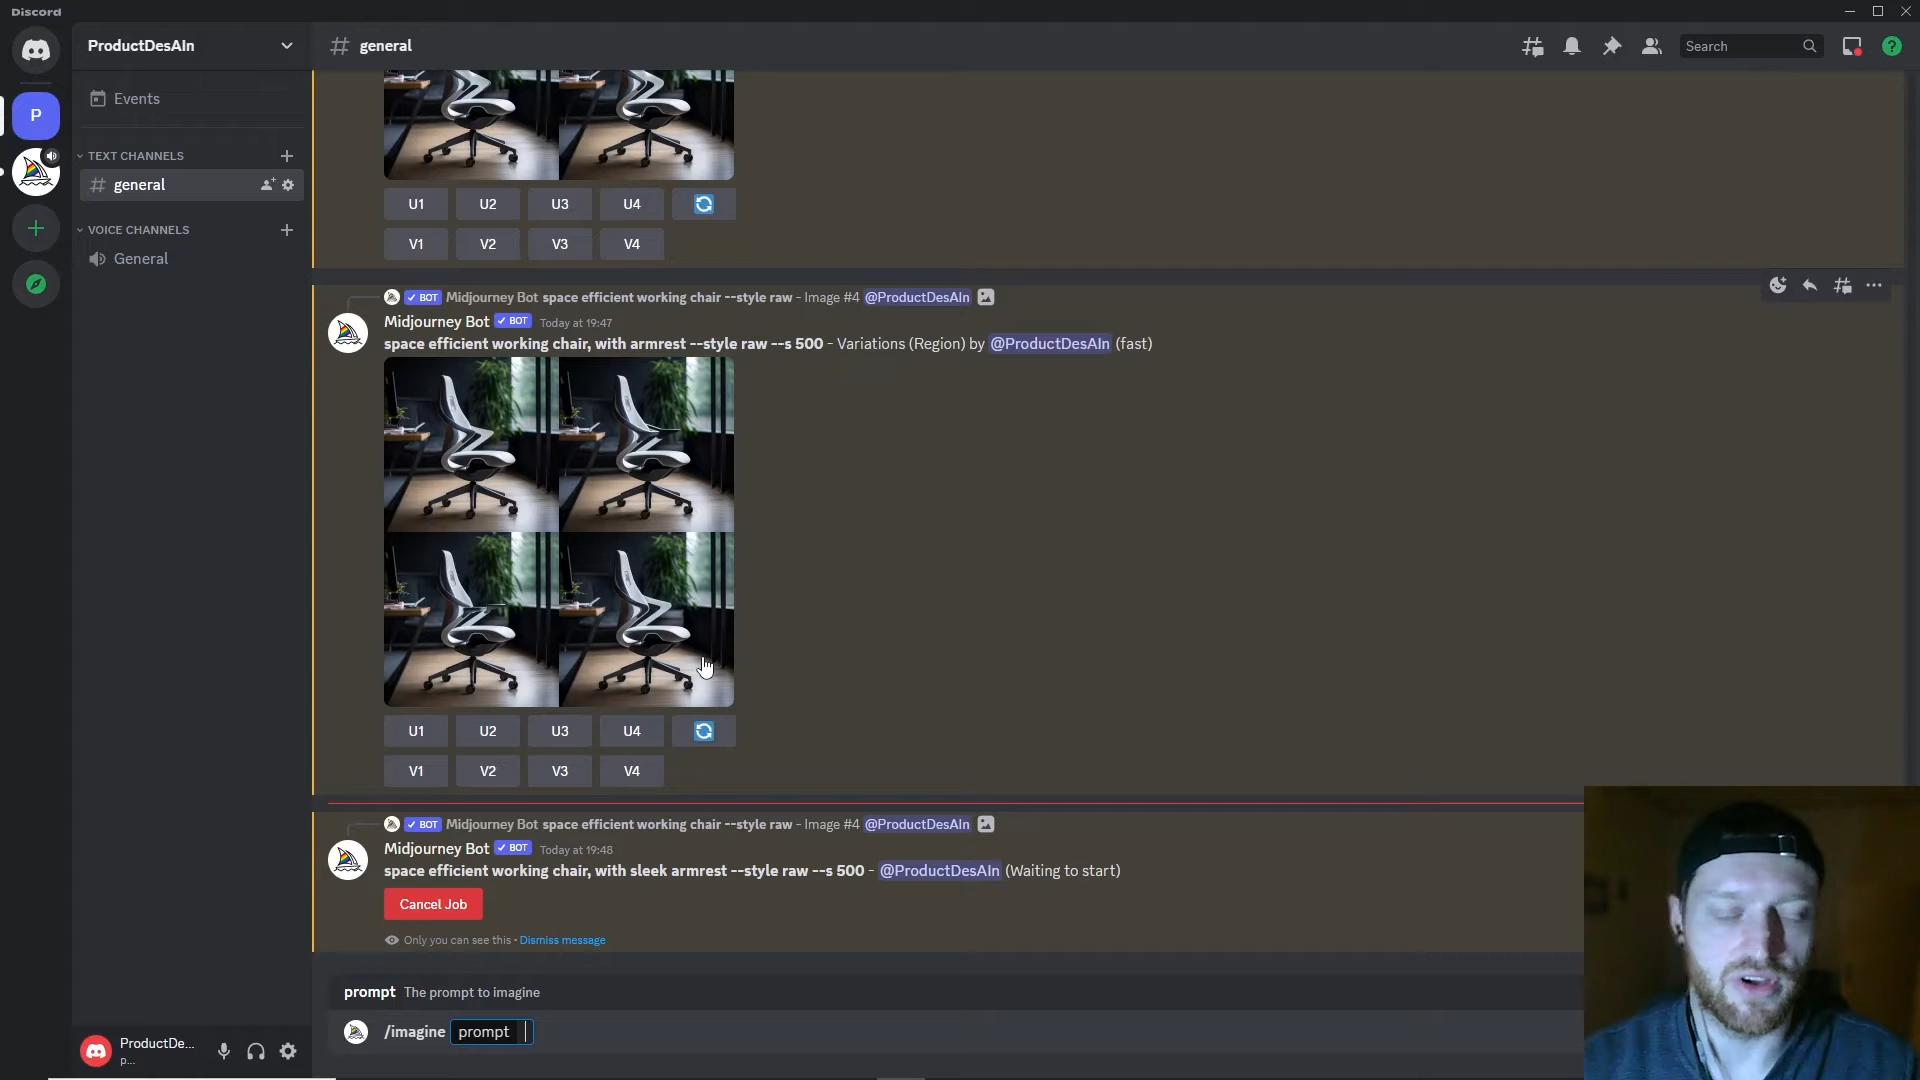 Discord
ProductDesAIn
general
Search
?
Events
P
TEXT CHANNELS
general
VOICE CHANNELS
General
U1 U2 U3 U4
V1 V2 V3 V4
✓ BOT Midjourney Bot space efficient working chair --style raw - Image #4 @ProductDesAIn
Midjourney Bot ✓ BOT Today at 19:47
space efficient working chair, with armrest --style raw --s 500 - Variations (Region) by @ProductDesAIn (fast)
U1 U2 U3 U4
V1 V2 V3 V4
✓ BOT Midjourney Bot space efficient working chair --style raw - Image #4 @ProductDesAIn
Midjourney Bot ✓ BOT Today at 19:48
space efficient working chair, with sleek armrest --style raw --s 500 - @ProductDesAIn (Waiting to start)
Cancel Job
Only you can see this • Dismiss message
prompt The prompt to imagine
/imagine prompt
ProductDe...
p...